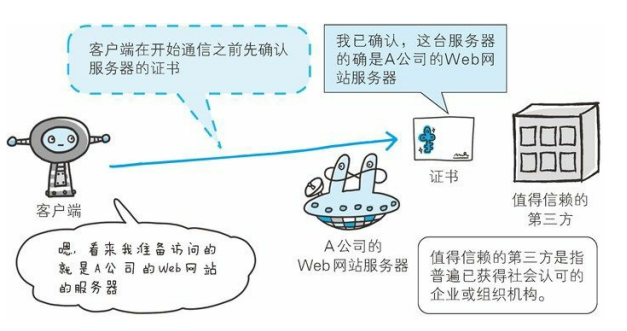 客户端在开始通信之前先确认
服务器的证书
我已确认，这台服务器
的确是A公司的Web网
站服务器
证书
客户端
值得信赖的
第三方
A公司的
Web网站服务器
嗯，看来我准备访问的
就是A公司的Web网站
的服务器
值得信赖的第三方是指
普遍已获得社会认可的
企业或组织机构。